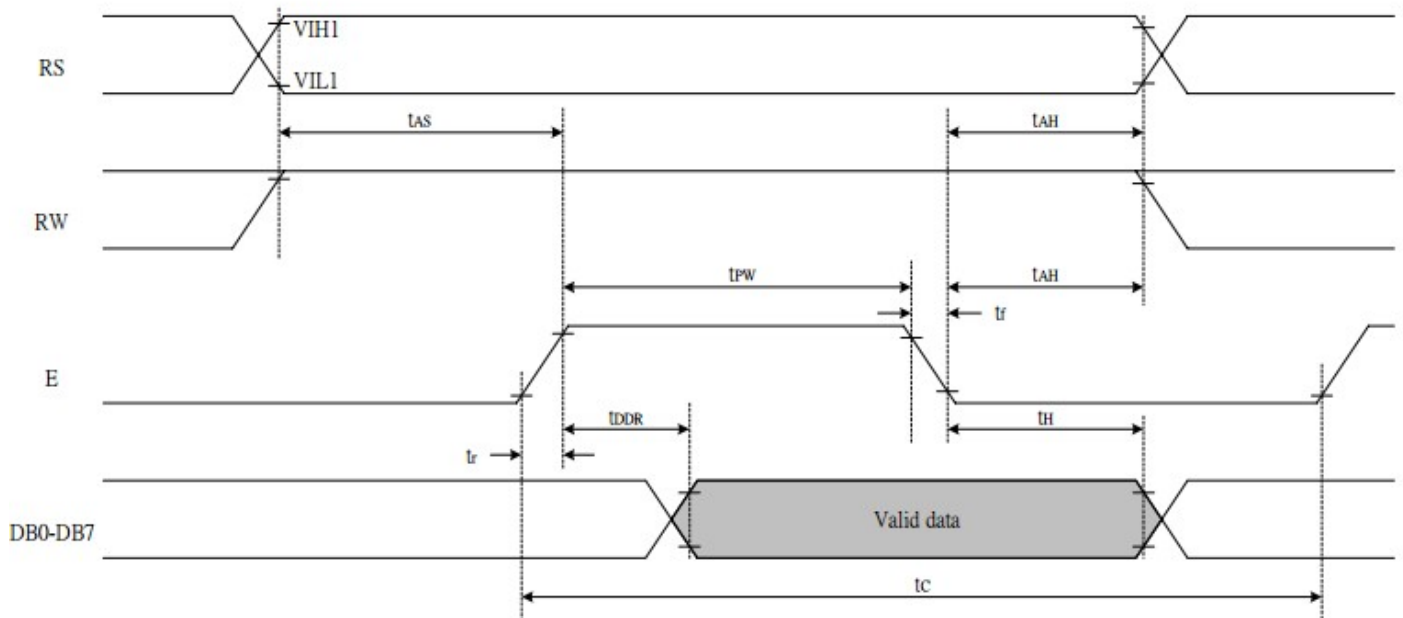 VIH1
RS
VIL1
tAS
tAH
RW
tPW
tAH
tf
E
tDDR
tH
tr
DB0-DB7
Valid data
tC